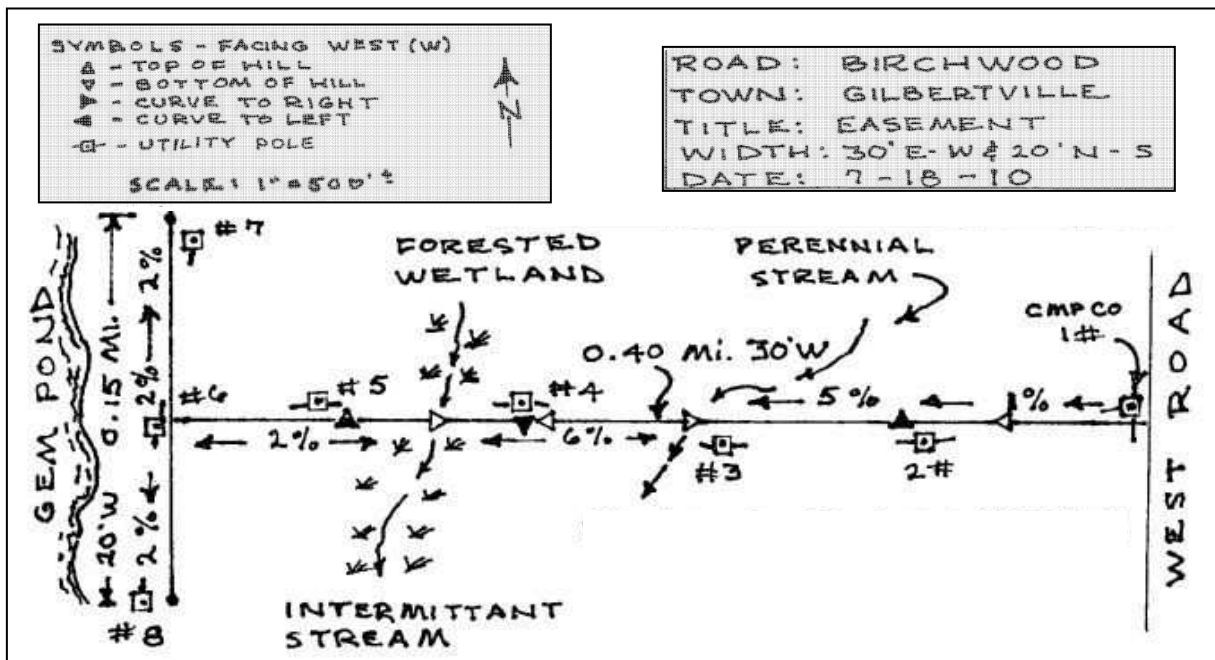 SYMBOLS - FACING WEST (W)
△ - TOP OF HILL
▽ - BOTTOM OF HILL
▶ - CURVE TO RIGHT
◀ - CURVE TO LEFT
- UTILITY POLE
SCALE: 1" = 500' ±
N
ROAD: BIRCHWOOD
TOWN: GILBERTVILLE
TITLE: EASEMENT
WIDTH: 30' E-W & 20' N-S
DATE: 7-18-10
#7
FORESTED
WETLAND
PERENNIAL
STREAM
CMPCO
1#
0.40 Mi. 30'W
#6
#5
#4
5%
1%
2%
6%
#3
2#
GEM POND
0.15 MI.
20'W
2%
2%
2%
#8
INTERMITTANT
STREAM
WEST ROAD